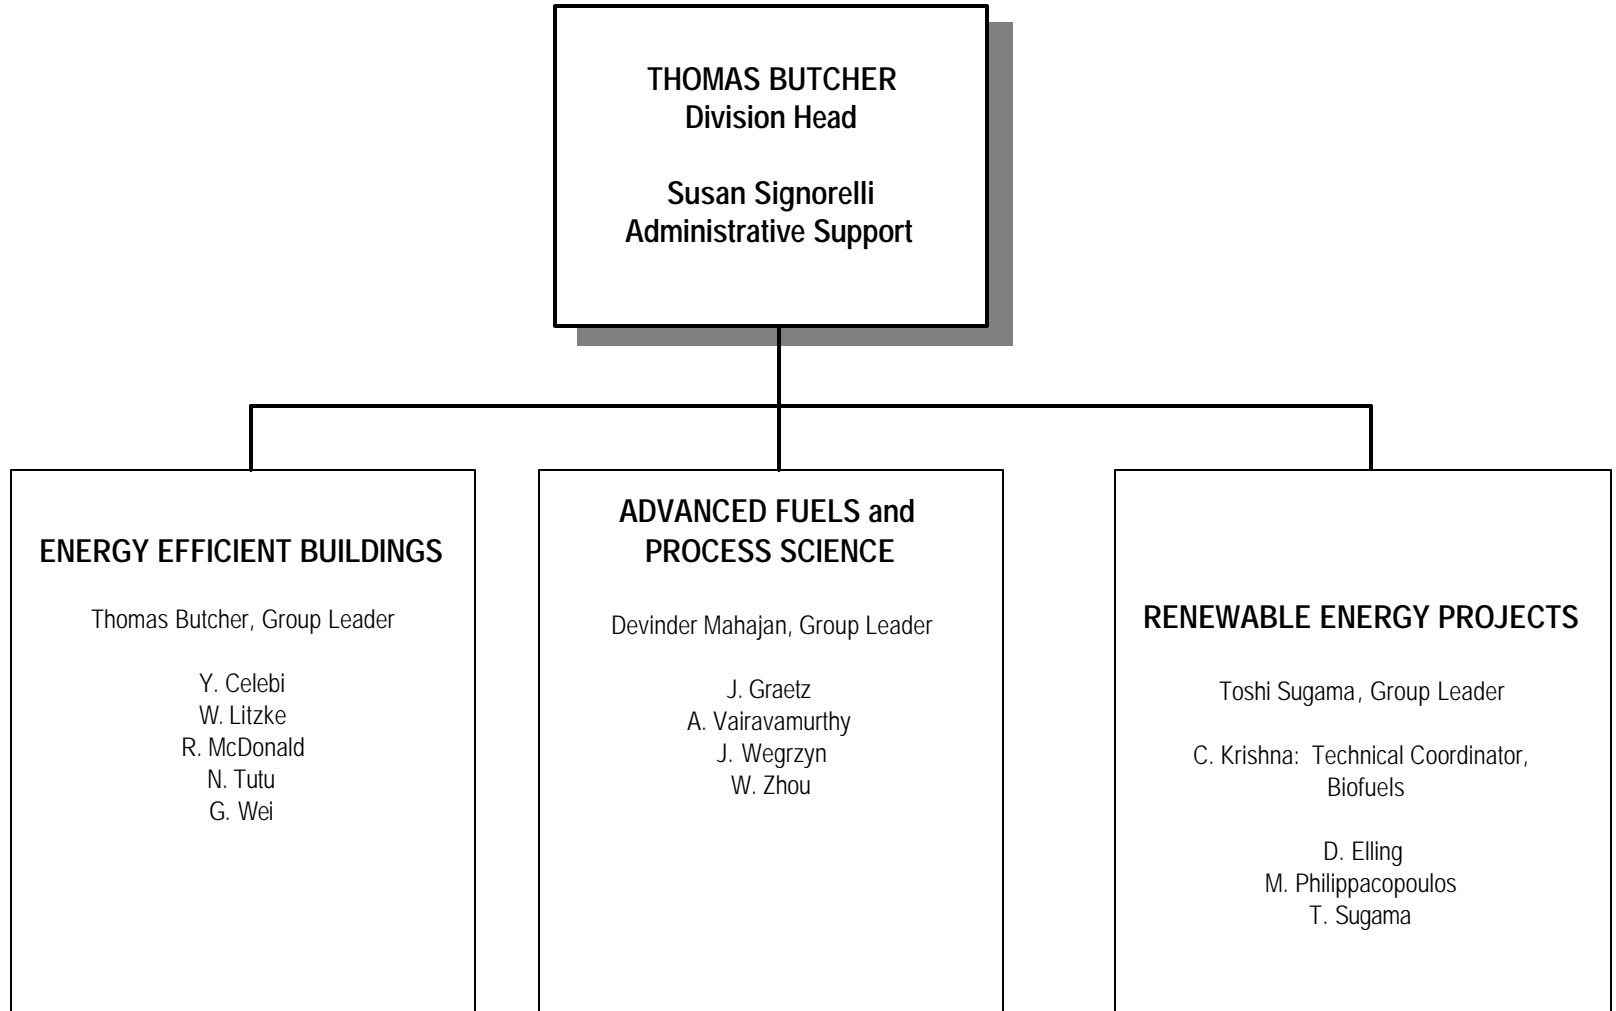 THOMAS BUTCHER
Division Head
Susan Signorelli
Administrative Support
ENERGY EFFICIENT BUILDINGS
Thomas Butcher, Group Leader
Y. Celebi
W. Litzke
R. McDonald
N. Tutu
G. Wei
ADVANCED FUELS and
PROCESS SCIENCE
Devinder Mahajan, Group Leader
J. Graetz
A. Vairavamurthy
J. Wegrzyn
W. Zhou
RENEWABLE ENERGY PROJECTS
Toshi Sugama, Group Leader
C. Krishna: Technical Coordinator,
Biofuels
D. Elling
M. Philippacopoulos
T. Sugama